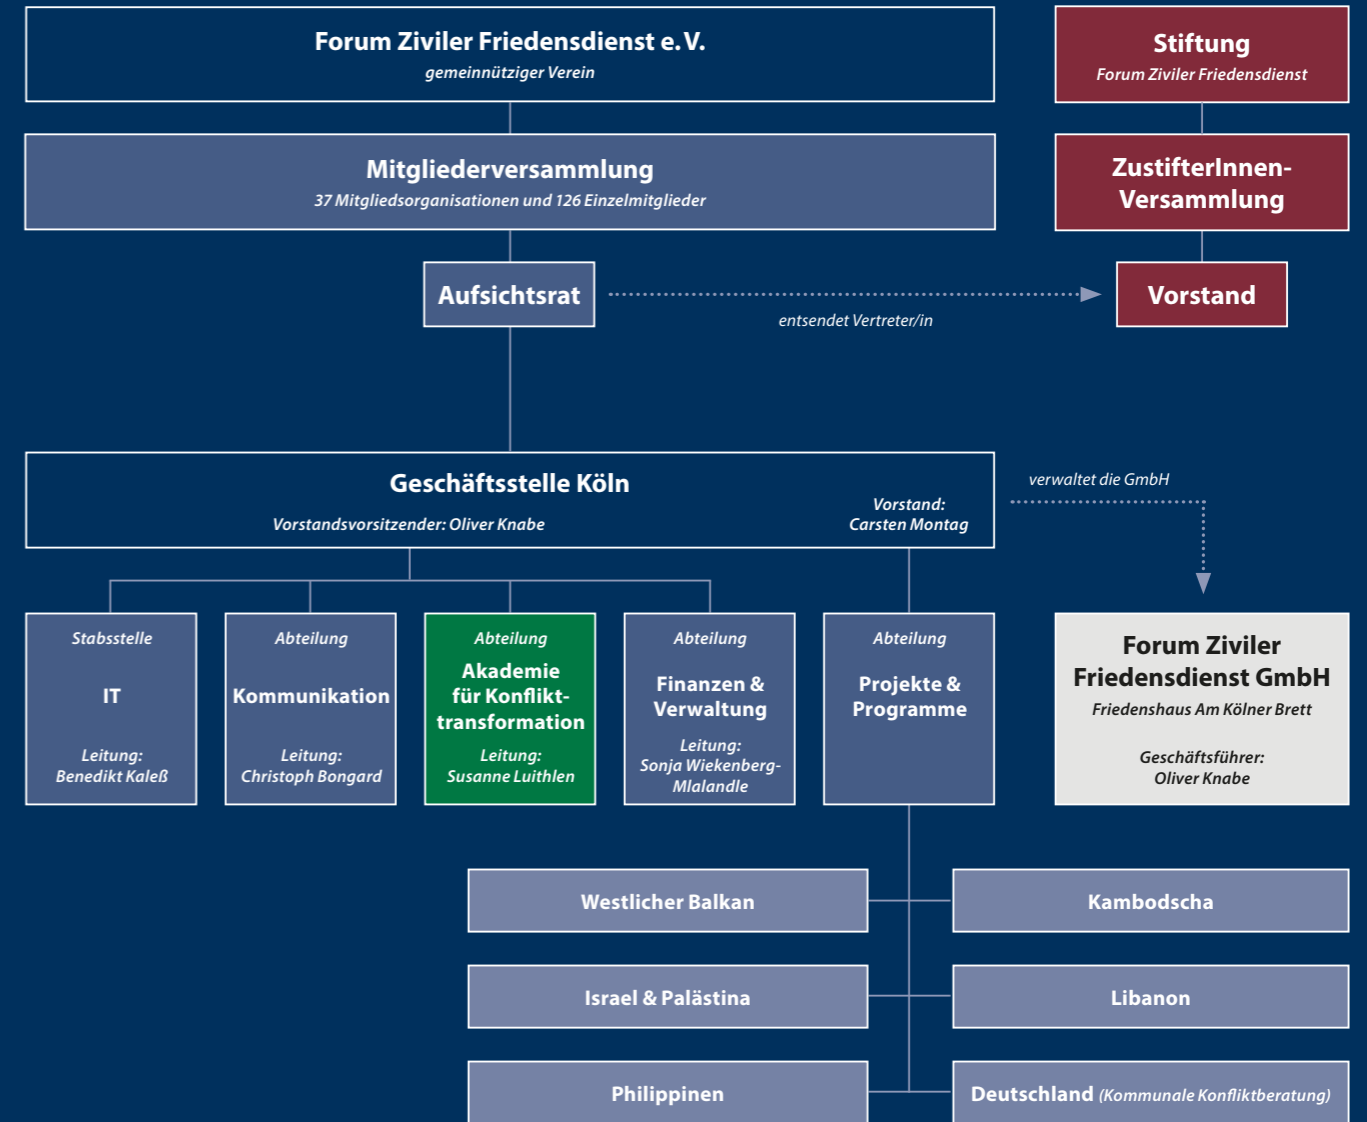 Forum Ziviler Friedensdienst e. V.
gemeinnütziger Verein
Stiftung
Forum Ziviler Friedensdienst
Mitgliederversammlung
37 Mitgliedsorganisationen und 126 Einzelmitglieder
ZustifterInnen-
Versammlung
Aufsichtsrat
entsendet Vertreter/in
Vorstand
Geschäftsstelle Köln
Vorstandsvorsitzender: Oliver Knabe
Vorstand:
Carsten Montag
verwaltet die GmbH
Stabsstelle
IT
Leitung:
Benedikt Kaleß
Abteilung
Kommunikation
Leitung:
Christoph Bongard
Abteilung
Akademie
für Konflikt-
transformation
Leitung:
Susanne Luithlen
Abteilung
Finanzen &
Verwaltung
Leitung:
Sonja Wiekenberg-
Mlalandle
Abteilung
Projekte &
Programme
Forum Ziviler
Friedensdienst GmbH
Friedenshaus Am Kölner Brett
Geschäftsführer:
Oliver Knabe
Westlicher Balkan
Kambodscha
Israel & Palästina
Libanon
Philippinen
Deutschland (Kommunale Konfliktberatung)